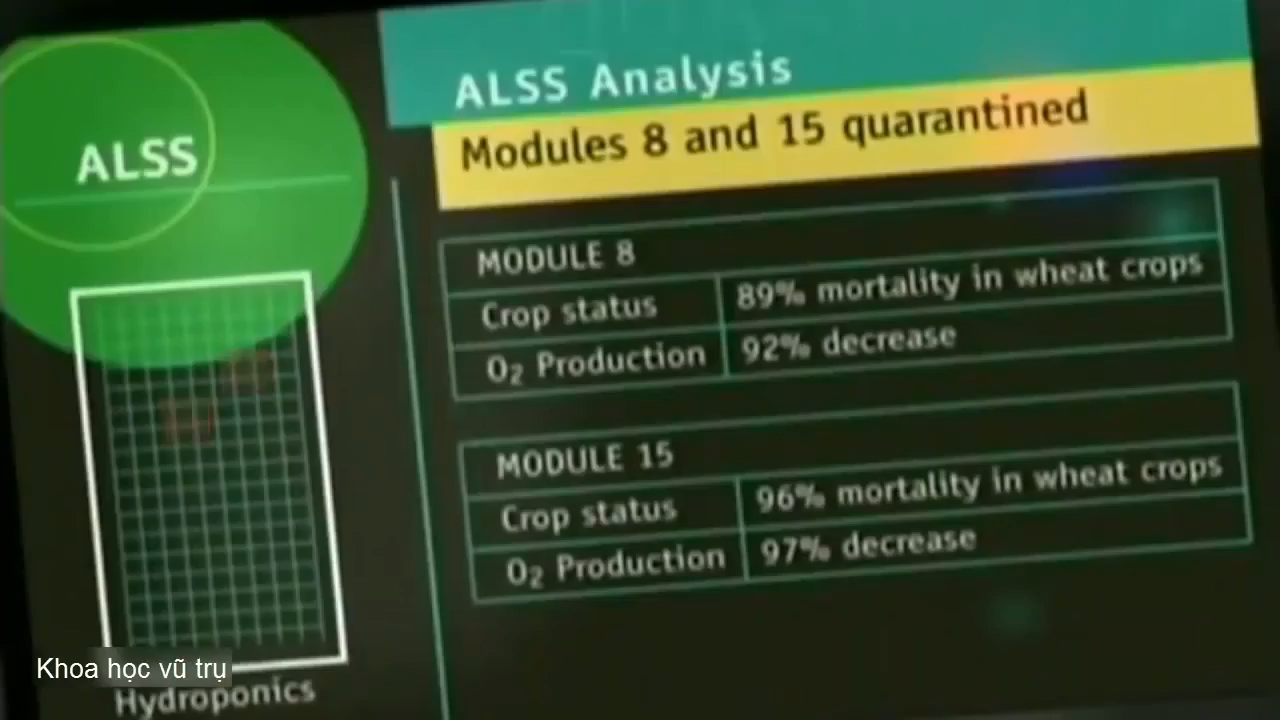 ALSS
ALSS Analysis
Modules 8 and 15 quarantined
MODULE 8
Crop status 89% mortality in wheat crops
O₂ Production 92% decrease
MODULE 15
Crop status 96% mortality in wheat crops
O₂ Production 97% decrease
Khoa học vũ trụ
Hydroponics